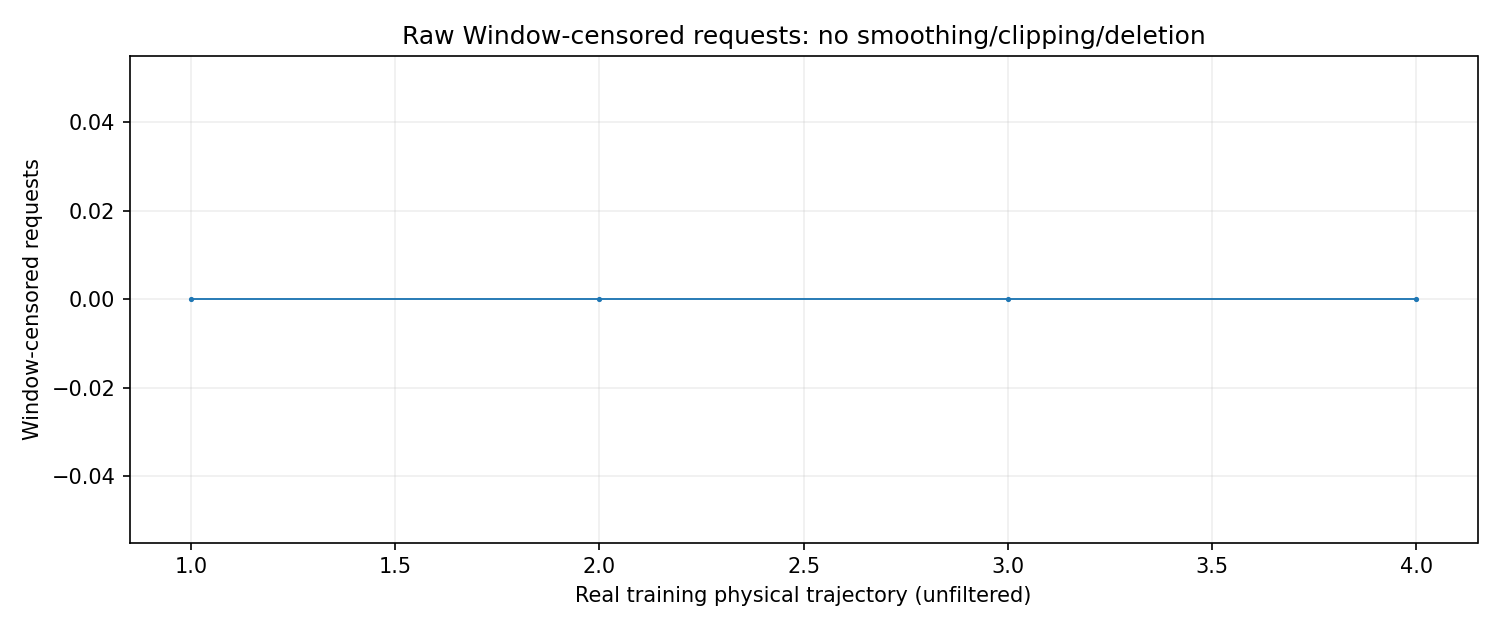 Raw Window-censored requests: no smoothing/clipping/deletion
Window-censored requests
0.04
0.02
0.00
−0.02
−0.04
1.0 1.5 2.0 2.5 3.0 3.5 4.0
Real training physical trajectory (unfiltered)